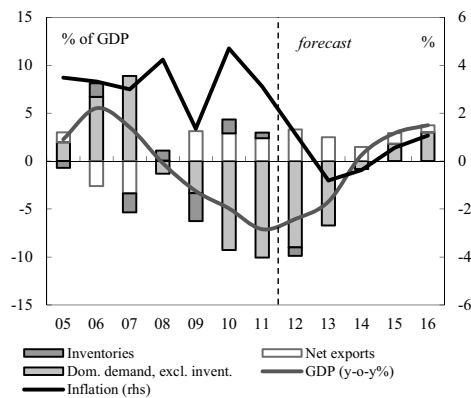 15 6
% of GDP forecast %
10 4
5 2
0 0
-5 -2
-10 -4
-15 -6
05 06 07 08 09 10 11 12 13 14 15 16
Inventories Net exports
Dom. demand, excl. invent. GDP (y-o-y%)
Inflation (rhs)